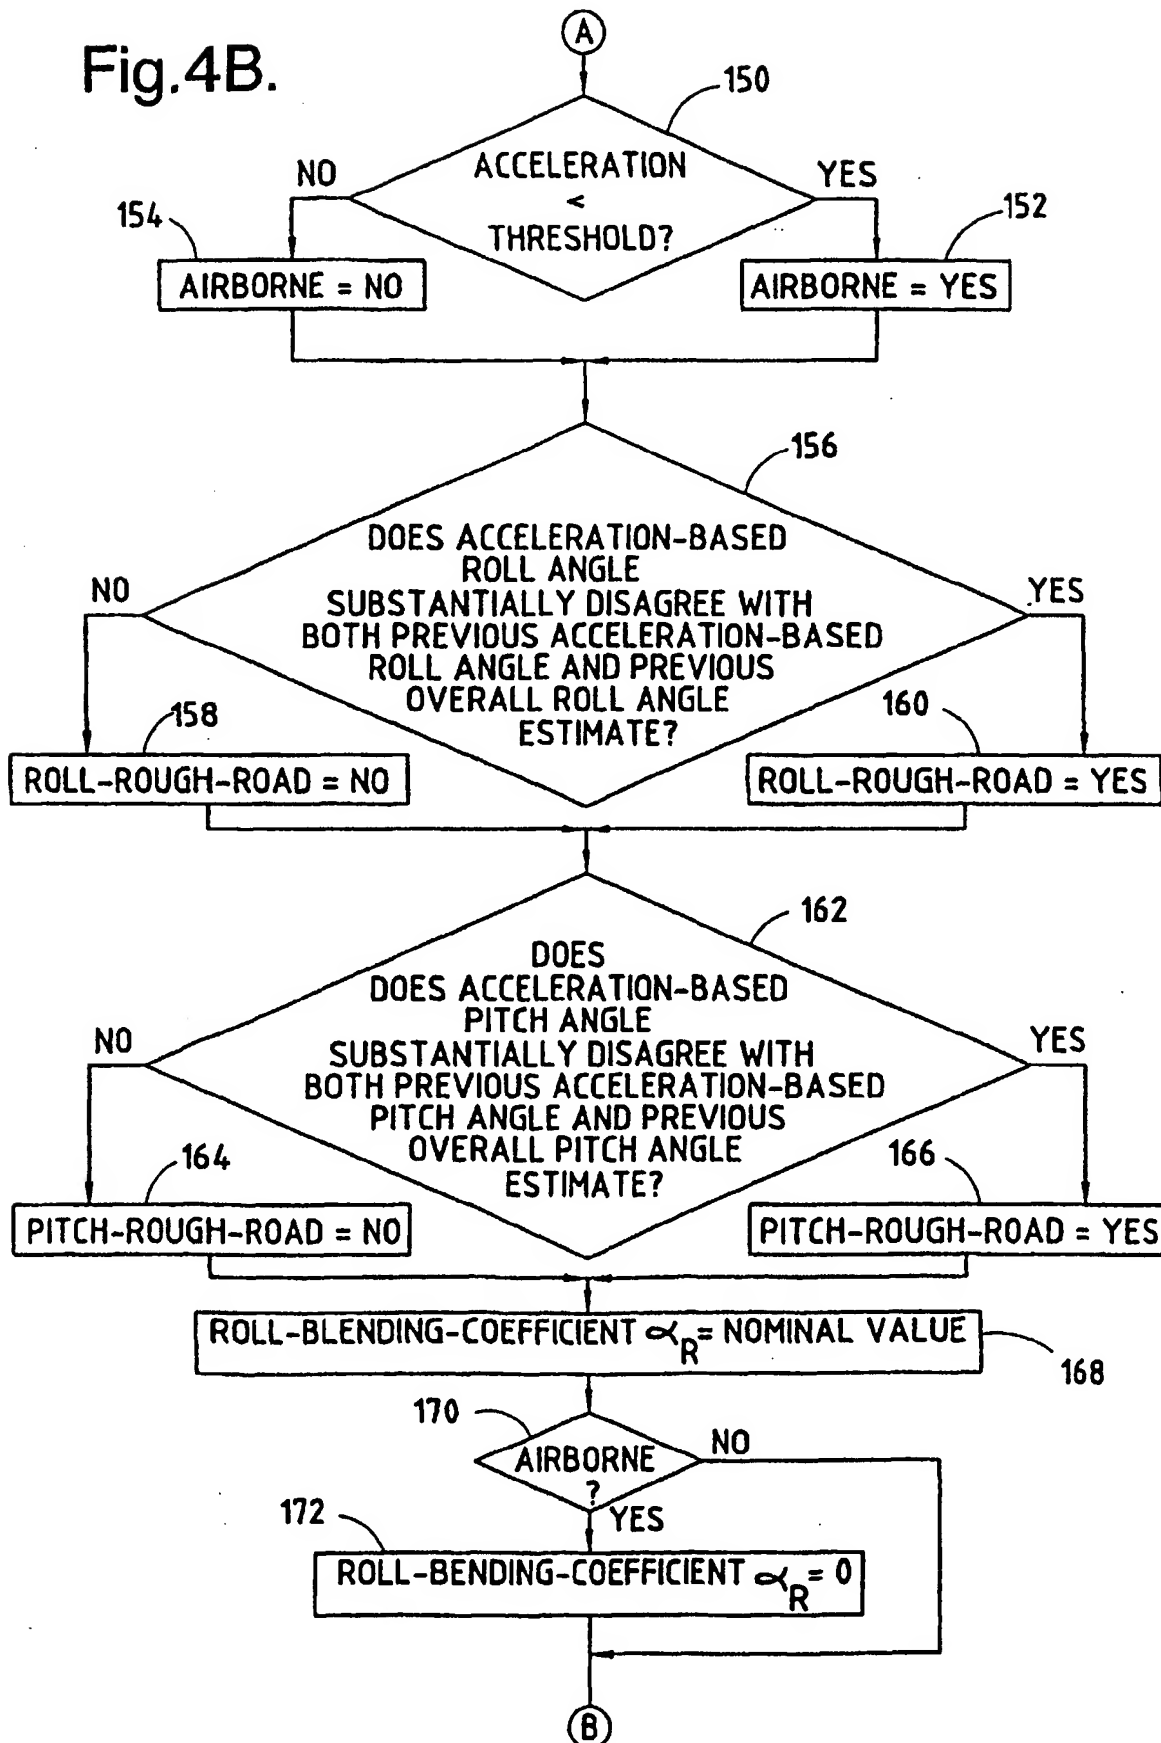 Fig.4B.
A
150
ACCELERATION
<
THRESHOLD?
NO
YES
154
152
AIRBORNE = NO
AIRBORNE = YES
156
DOES ACCELERATION-BASED
ROLL ANGLE
SUBSTANTIALLY DISAGREE WITH
BOTH PREVIOUS ACCELERATION-BASED
ROLL ANGLE AND PREVIOUS
OVERALL ROLL ANGLE
ESTIMATE?
NO
YES
158
160
ROLL-ROUGH-ROAD = NO
ROLL-ROUGH-ROAD = YES
162
DOES
DOES ACCELERATION-BASED
PITCH ANGLE
SUBSTANTIALLY DISAGREE WITH
BOTH PREVIOUS ACCELERATION-BASED
PITCH ANGLE AND PREVIOUS
OVERALL PITCH ANGLE
ESTIMATE?
NO
YES
164
166
PITCH-ROUGH-ROAD = NO
PITCH-ROUGH-ROAD = YES
ROLL-BLENDING-COEFFICIENT ∝R = NOMINAL VALUE
168
170
AIRBORNE
?
NO
YES
172
ROLL-BENDING-COEFFICIENT ∝R = 0
B